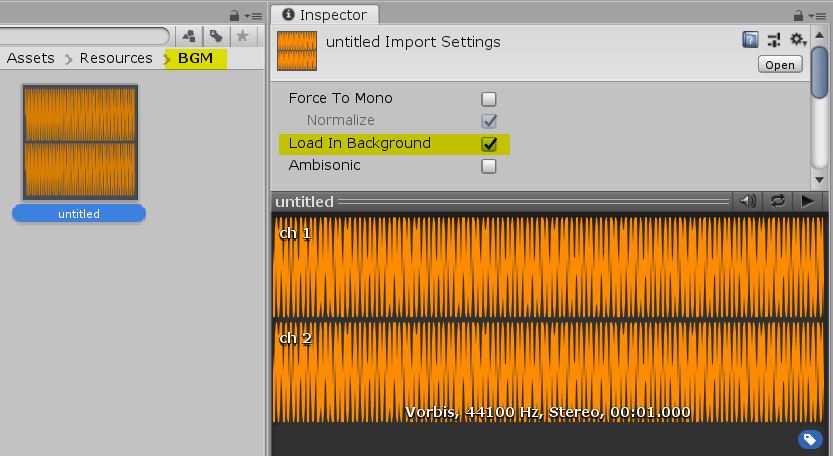 Inspector
Assets Resources BGM
untitled
untitled Import Settings
Open
Force To Mono
Normalize
Load In Background
Ambisonic
untitled
ch 1
ch 2
Vorbis, 44100 Hz, Stereo, 00:01.000